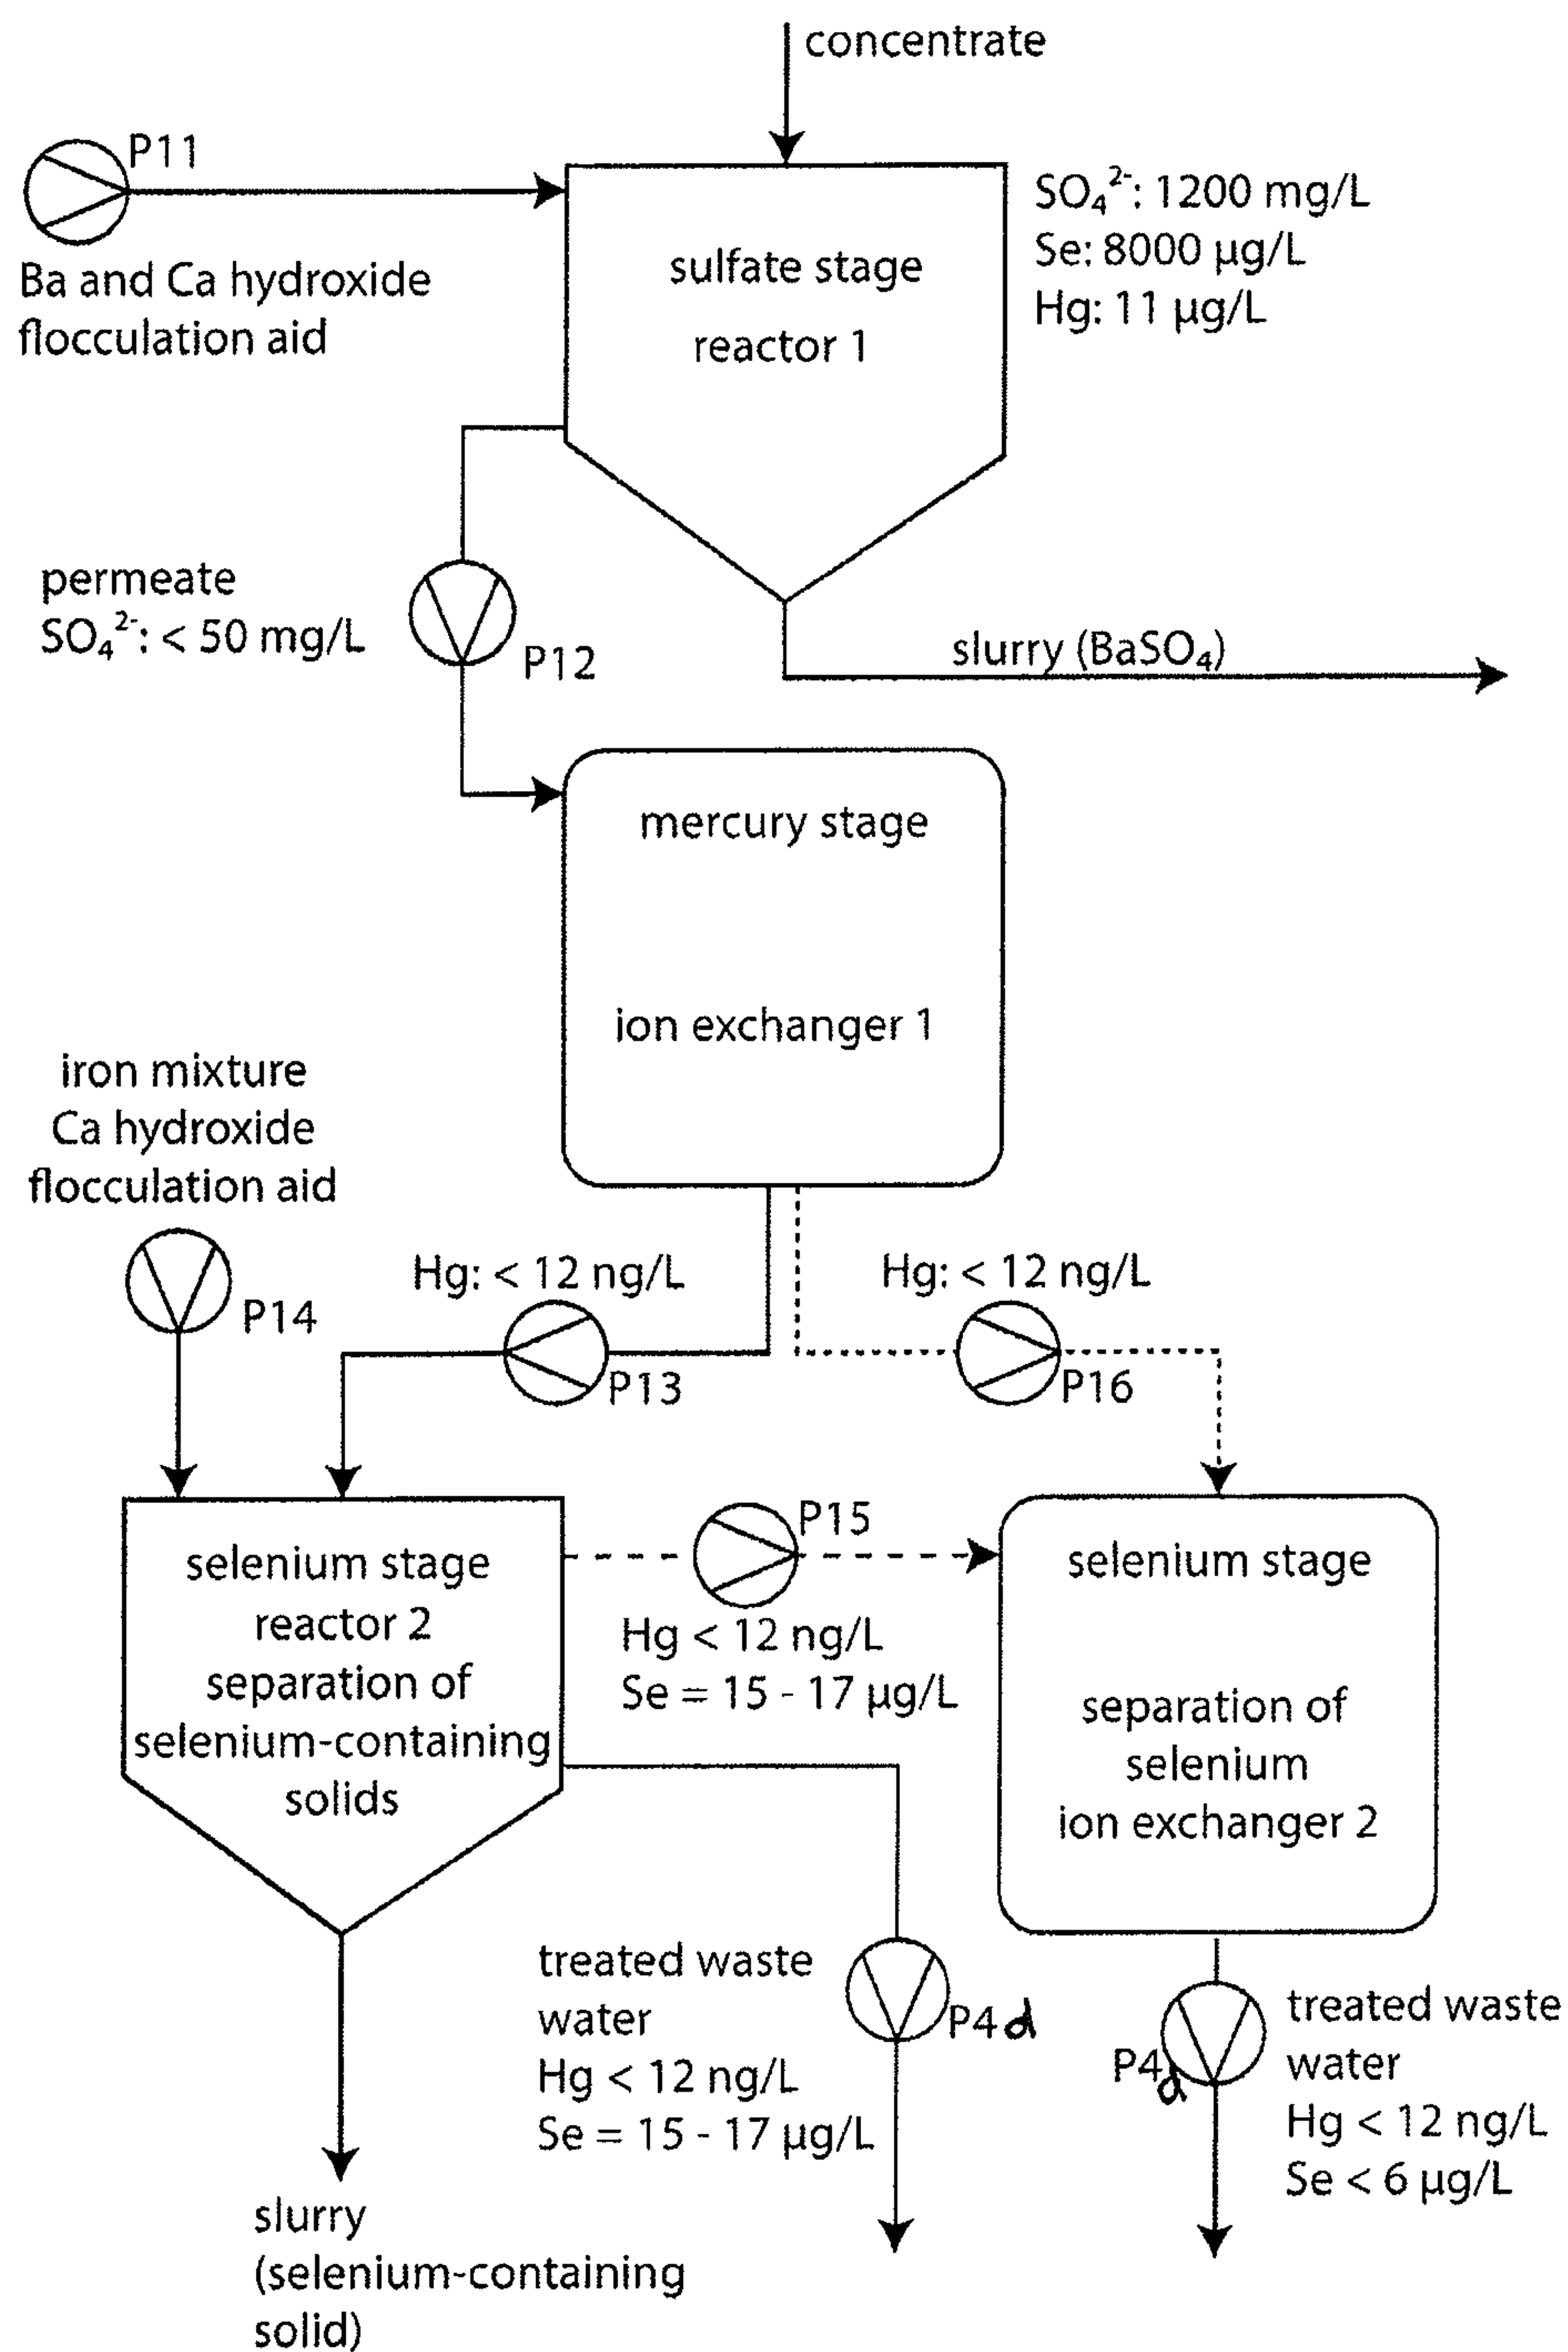 concentrate
P11
Ba and Ca hydroxide
flocculation aid
sulfate stage
reactor 1
SO₄²⁻: 1200 mg/L
Se: 8000 µg/L
Hg: 11 µg/L
permeate
SO₄²⁻: < 50 mg/L
P12
slurry (BaSO₄)
mercury stage
ion exchanger 1
iron mixture
Ca hydroxide
flocculation aid
P14
Hg: < 12 ng/L
P13
Hg: < 12 ng/L
P16
selenium stage
reactor 2
separation of
selenium-containing
solids
P15
Hg < 12 ng/L
Se = 15 - 17 µg/L
selenium stage
separation of
selenium
ion exchanger 2
treated waste
water
Hg < 12 ng/L
Se = 15 - 17 µg/L
P4d
P4d
treated waste
water
Hg < 12 ng/L
Se < 6 µg/L
slurry
(selenium-containing
solid)